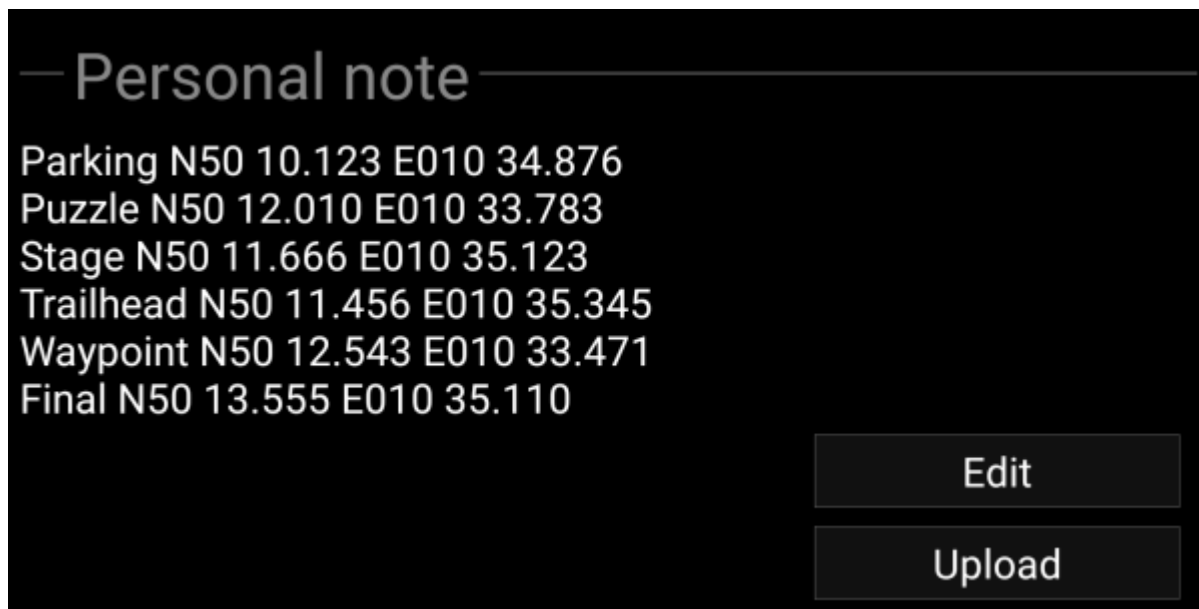 Personal note
Parking N50 10.123 E010 34.876
Puzzle N50 12.010 E010 33.783
Stage N50 11.666 E010 35.123
Trailhead N50 11.456 E010 35.345
Waypoint N50 12.543 E010 33.471
Final N50 13.555 E010 35.110
Edit
Upload